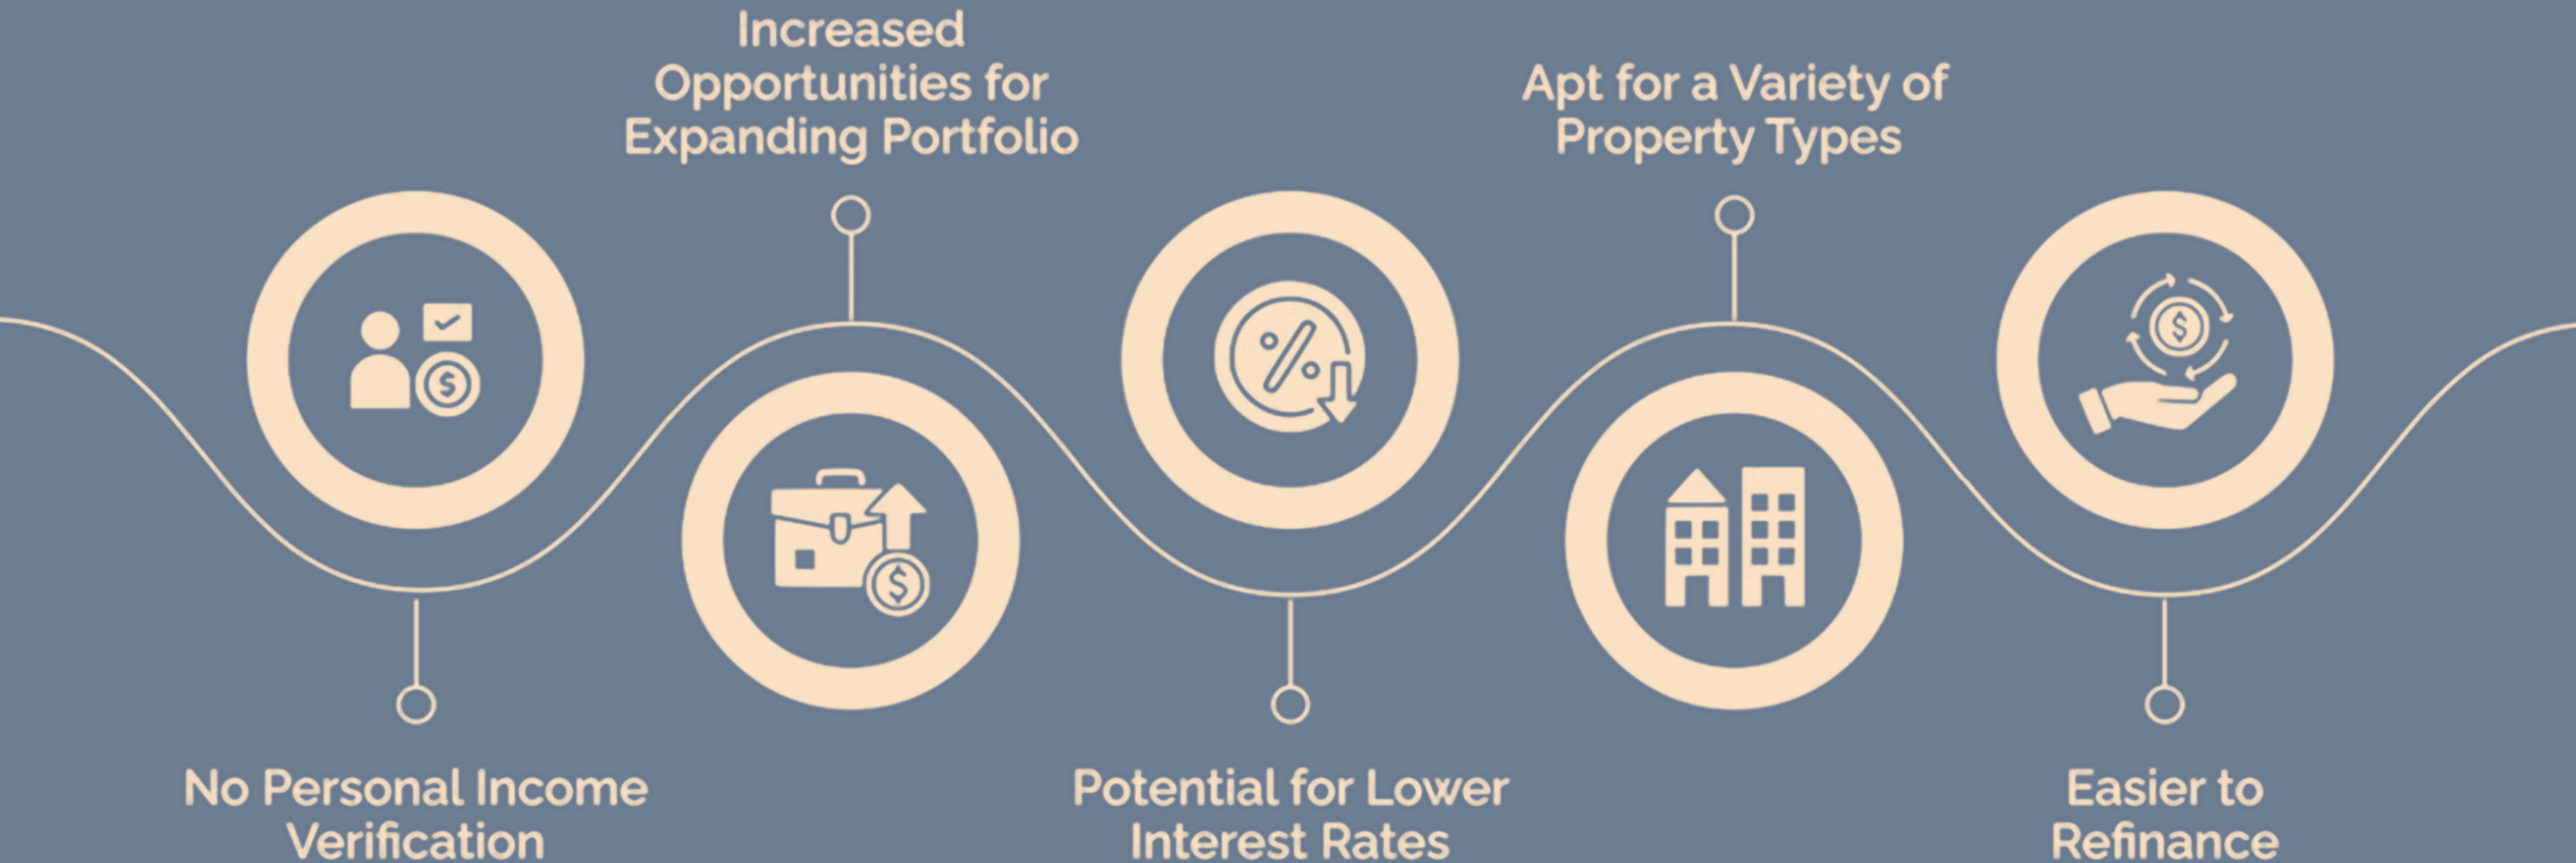 No Personal Income
Verification
Increased
Opportunities for
Expanding Portfolio
Potential for Lower
Interest Rates
Apt for a Variety of
Property Types
Easier to
Refinance